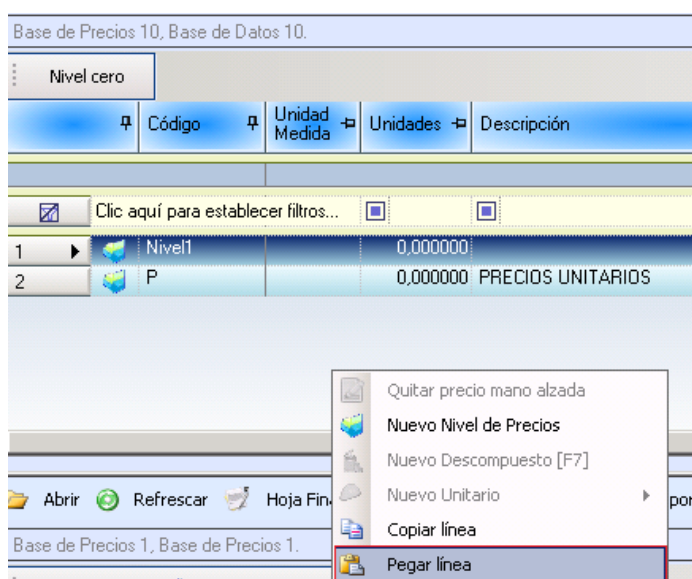 Base de Precios 10, Base de Datos 10.
Nivel cero
Código Unidad Medida Unidades Descripción
Clic aquí para establecer filtros...
1 Nivel1 0,000000
2 P 0,000000 PRECIOS UNITARIOS
Quitar precio mano alzada
Nuevo Nivel de Precios
Nuevo Descompuesto [F7]
Nuevo Unitario
Abrir Refrescar Hoja Fin
Copiar línea
Base de Precios 1, Base de Precios 1.
Pegar línea